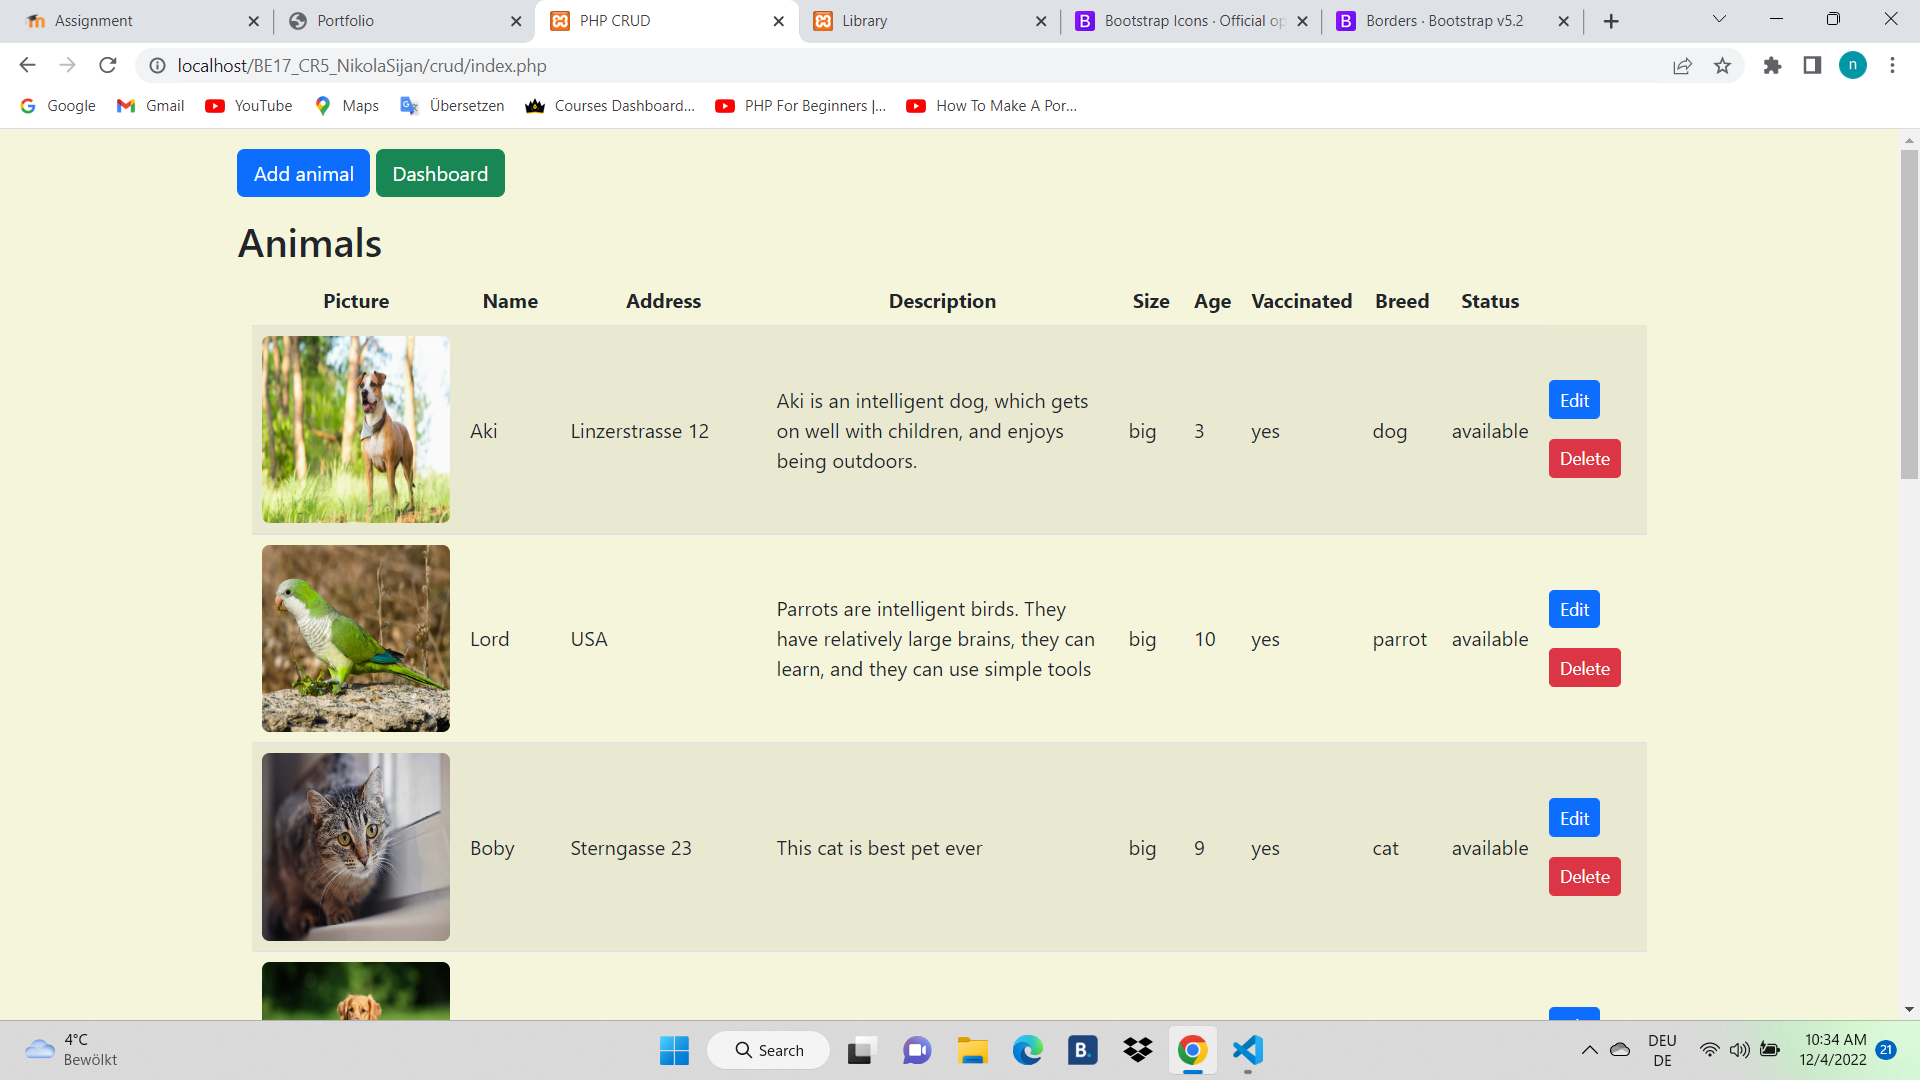 Assignment
Portfolio
PHP CRUD
Library
Bootstrap Icons · Official op
Borders · Bootstrap v5.2
localhost/BE17_CR5_NikolaSijan/crud/index.php
n
Google
Gmail
YouTube
Maps
Übersetzen
Courses Dashboard...
PHP For Beginners |...
How To Make A Por...
Add animal
Dashboard
Animals
Picture Name Address Description Size Age Vaccinated Breed Status
Aki
Linzerstrasse 12
Aki is an intelligent dog, which gets
on well with children, and enjoys
being outdoors.
big
3
yes
dog
available
Edit
Delete
Lord
USA
Parrots are intelligent birds. They
have relatively large brains, they can
learn, and they can use simple tools
big
10
yes
parrot
available
Edit
Delete
Boby
Sterngasse 23
This cat is best pet ever
big
9
yes
cat
available
Edit
Delete
4°C
Bewölkt
Search
B.
DEU
DE
10:34 AM
12/4/2022
21